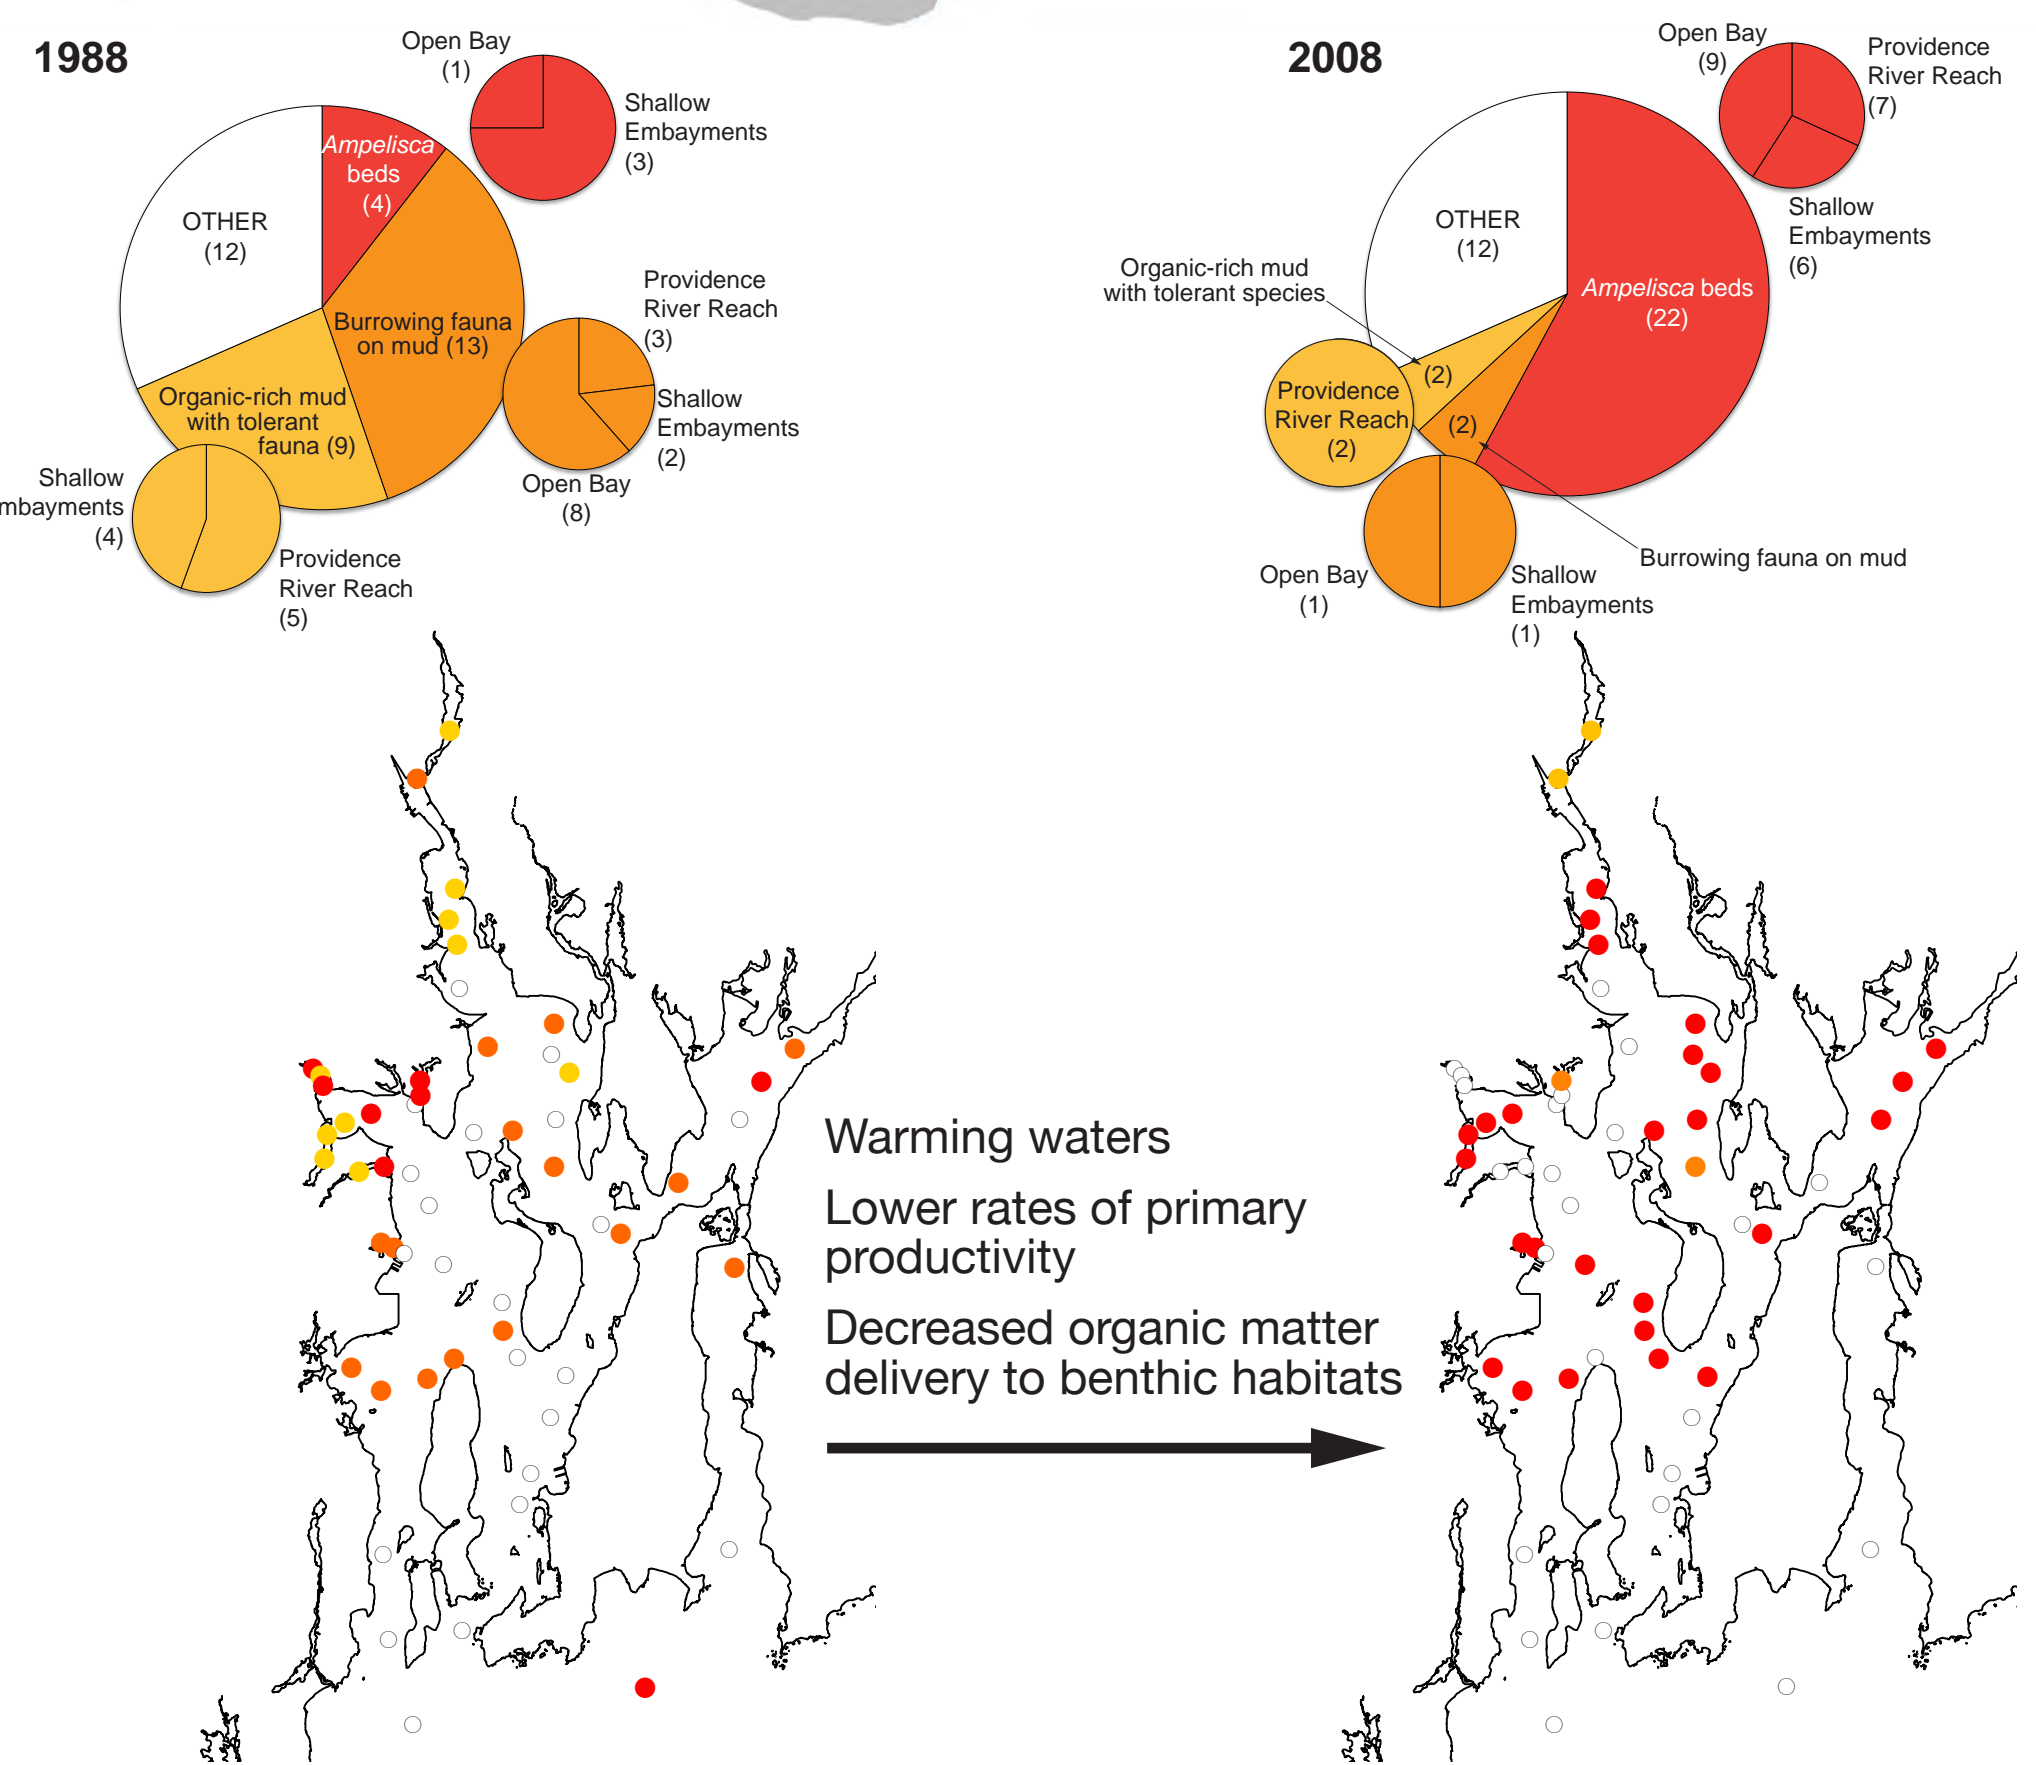 1988
Open Bay
(1)
Shallow
Embayments
(3)
Ampelisca
beds
(4)
OTHER
(12)
Burrowing fauna
on mud (13)
Providence
River Reach
(3)
Shallow
Embayments
(2)
Open Bay
(8)
Organic-rich mud
with tolerant
fauna (9)
Shallow
mbayments
(4)
Providence
River Reach
(5)
2008
Open Bay
(9)
Providence
River Reach
(7)
Shallow
Embayments
(6)
OTHER
(12)
Ampelisca beds
(22)
Organic-rich mud
with tolerant species
(2)
(2)
Providence
River Reach
(2)
Open Bay
(1)
Shallow
Embayments
(1)
Burrowing fauna on mud
Warming waters
Lower rates of primary
productivity
Decreased organic matter
delivery to benthic habitats